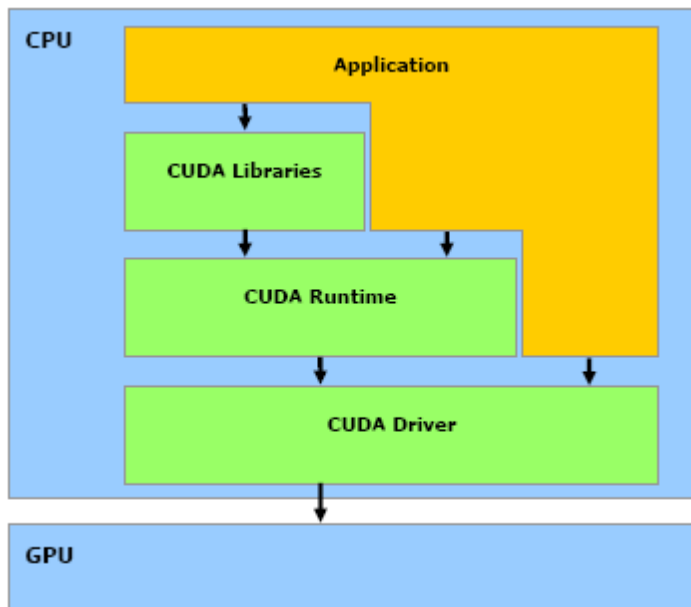 CPU
Application
CUDA Libraries
CUDA Runtime
CUDA Driver
GPU